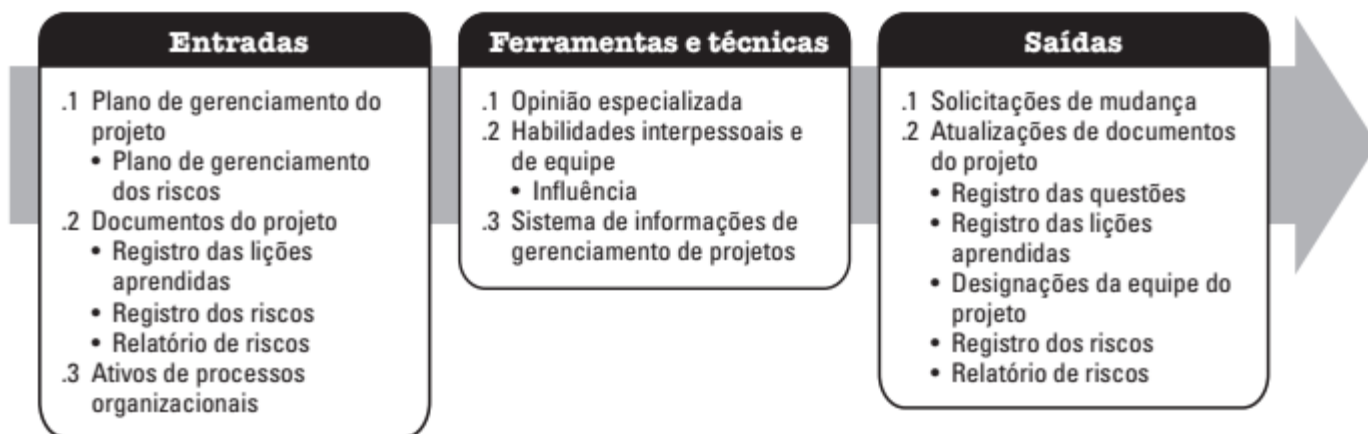 Entradas
.1 Plano de gerenciamento do
projeto
• Plano de gerenciamento
dos riscos
.2 Documentos do projeto
• Registro das lições
aprendidas
• Registro dos riscos
• Relatório de riscos
.3 Ativos de processos
organizacionais
Ferramentas e técnicas
.1 Opinião especializada
.2 Habilidades interpessoais e
de equipe
• Influência
.3 Sistema de informações de
gerenciamento de projetos
Saídas
.1 Solicitações de mudança
.2 Atualizações de documentos
do projeto
• Registro das questões
• Registro das lições
aprendidas
• Designações da equipe do
projeto
• Registro dos riscos
• Relatório de riscos